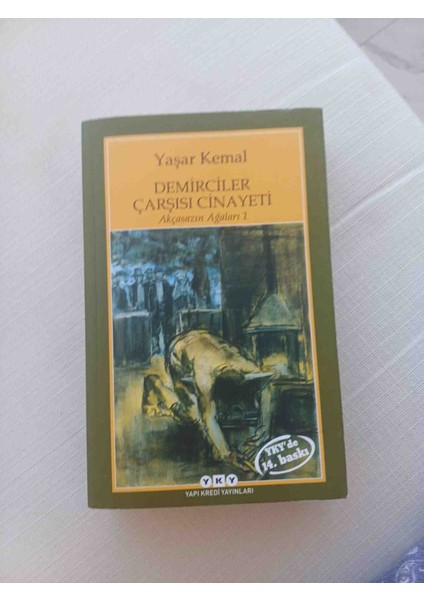 Yaşar Kemal
DEMİRCİLER
ÇARŞISI CİNAYETİ
Akçasazın Ağaları 1
YKY'de
14. baskı
YKY
YAPI KREDİ YAYINLARI